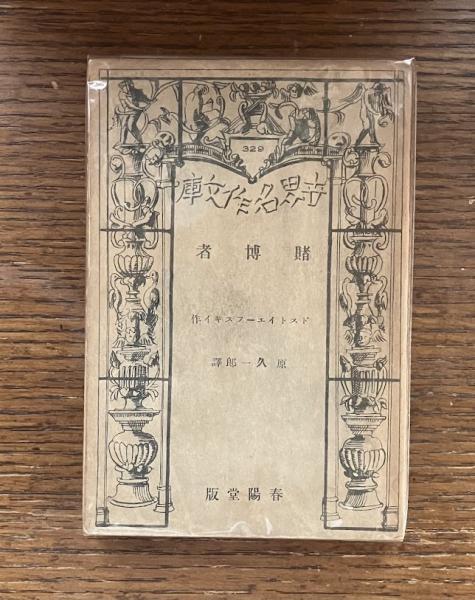 329
世界名作文庫
賭博者
ドストイエーフスキイ作
原久一郎譯
春陽堂版